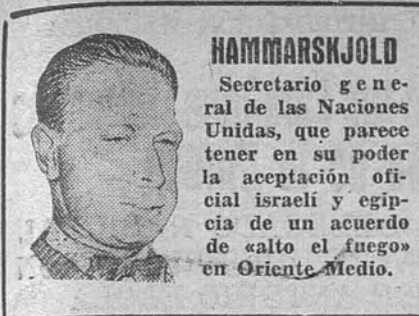 HAMMARSKJOLD
Secretario gene-
ral de las Naciones
Unidas, que parece
tener en su poder
la aceptación ofi-
cial israelí y egip-
cia de un acuerdo
de «alto el fuego»
en Oriente Medio.